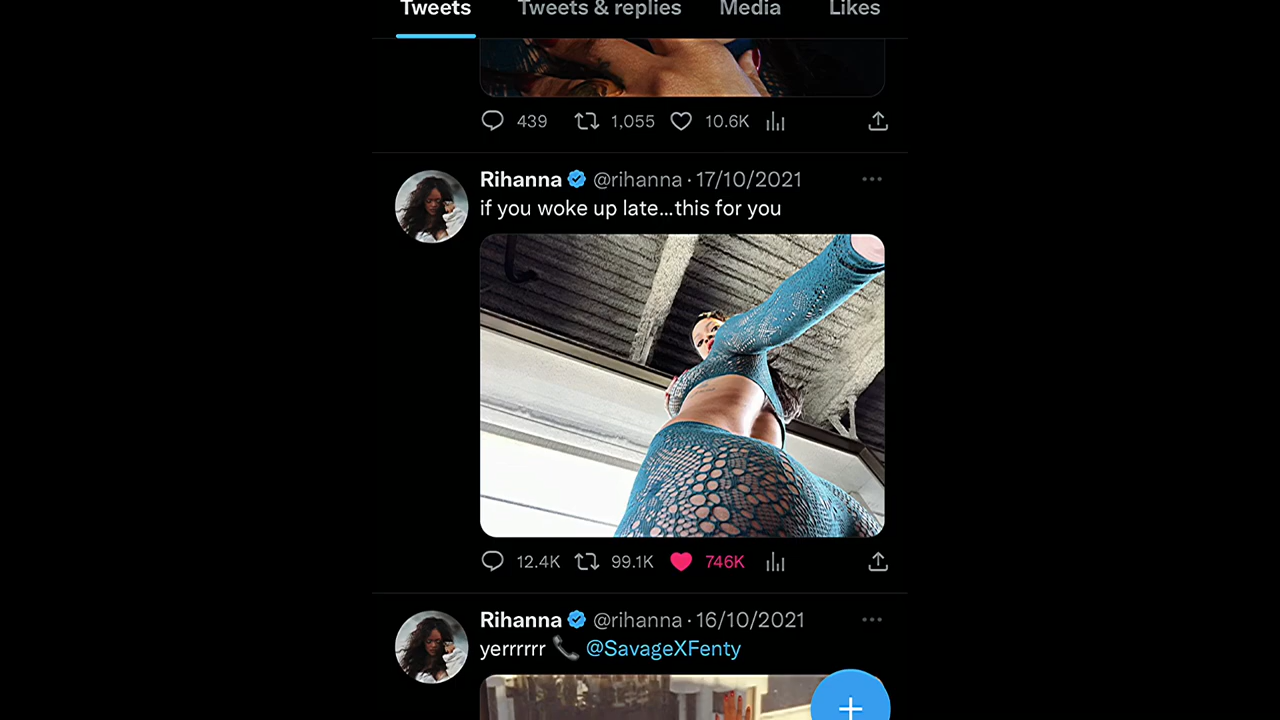 Tweets Tweets & replies Media Likes
439 1,055 10.6K
Rihanna @rihanna · 17/10/2021
if you woke up late...this for you
12.4K 99.1K 746K
Rihanna @rihanna · 16/10/2021
yerrrrrr 📞 @SavageXFenty